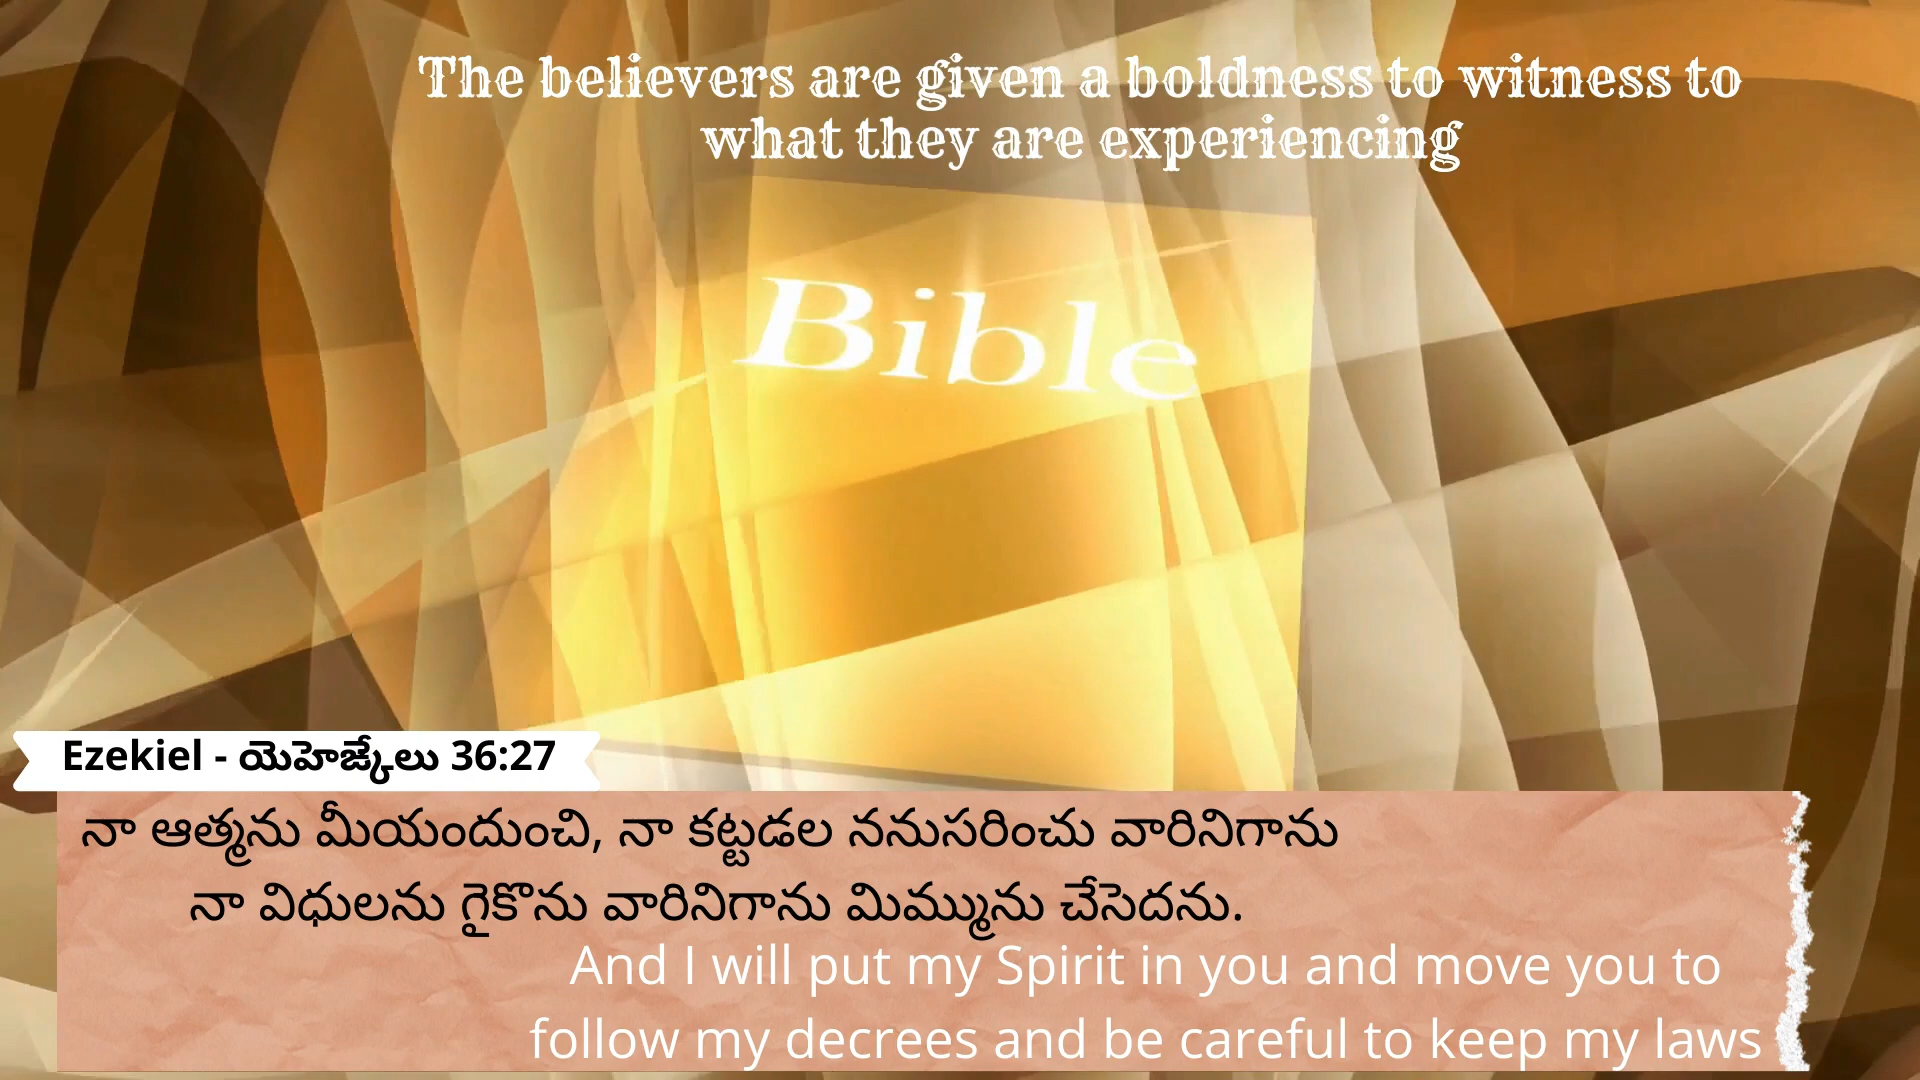 The believers are given a boldness to witness to
what they are experiencing
Bible
Ezekiel - యెహెజ్కేలు 36:27
నా ఆత్మను మీయందుంచి, నా కట్టడల ననుసరించు వారినిగాను
నా విధులను గైకొను వారినిగాను మిమ్మును చేసెదను.
And I will put my Spirit in you and move you to
follow my decrees and be careful to keep my laws